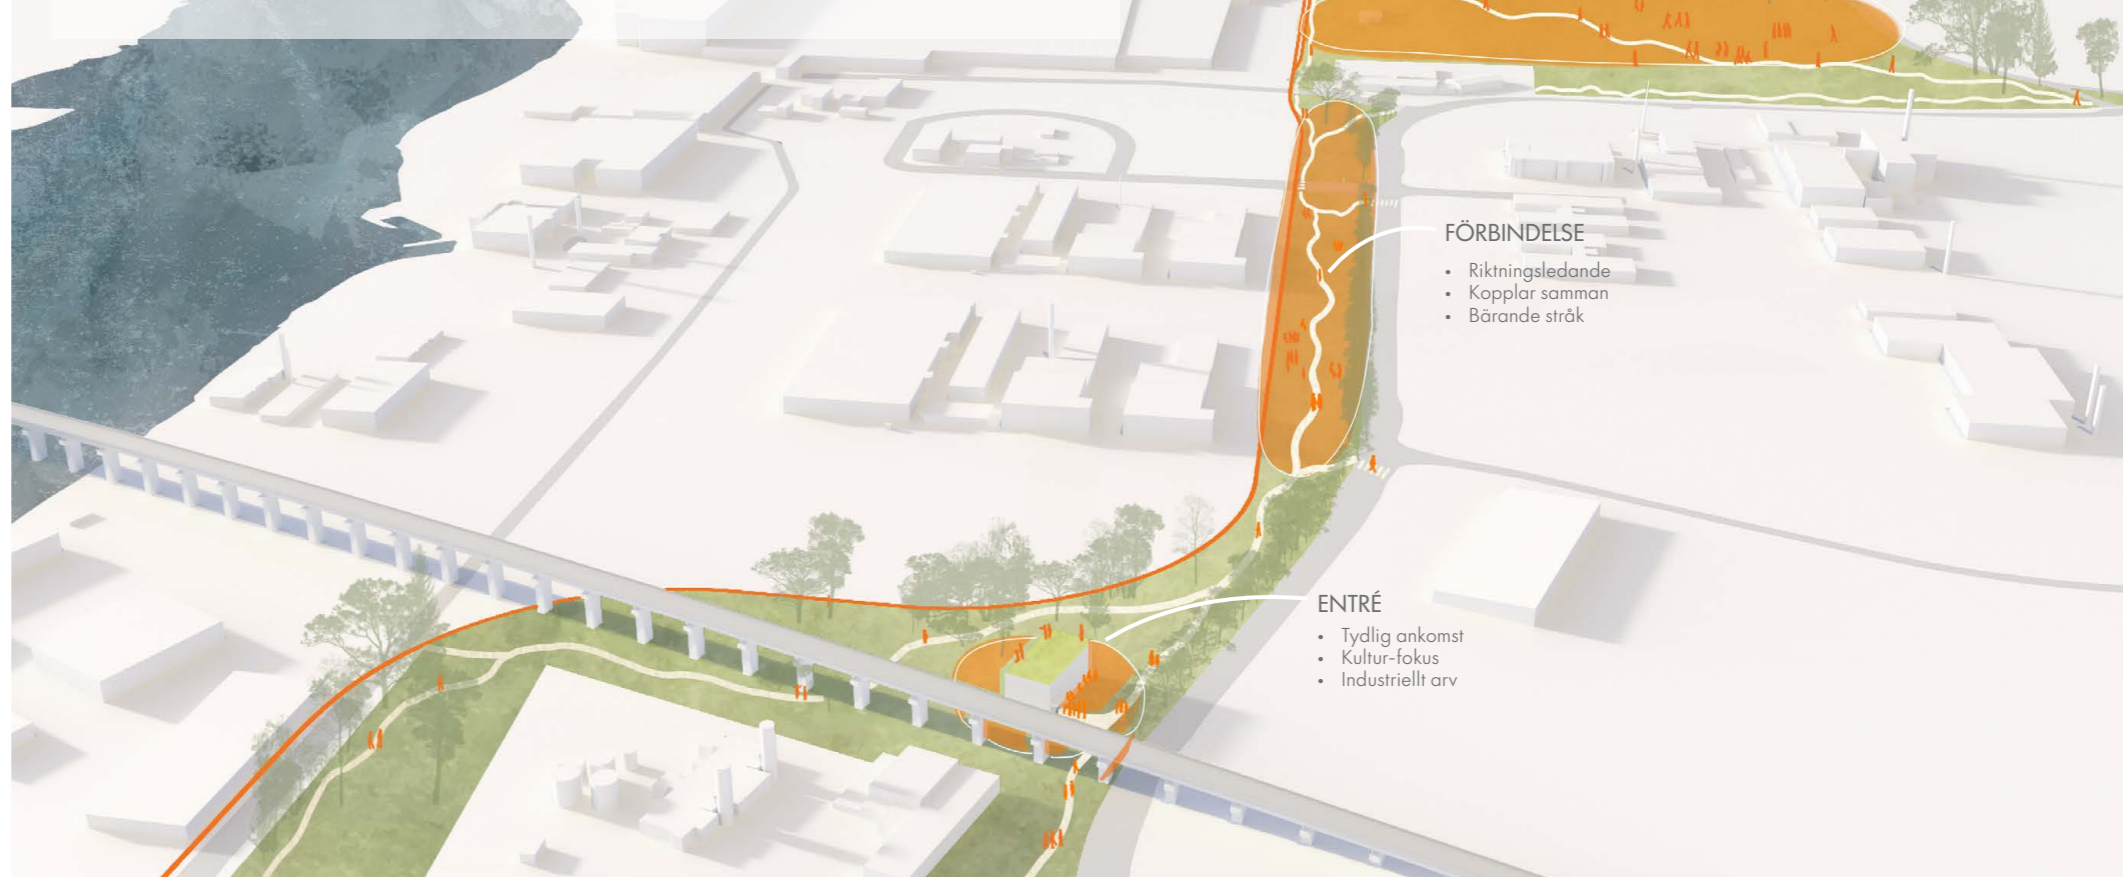 FÖRBINDELSE
• Riktningsledande
• Kopplar samman
• Bärande stråk
ENTRÉ
• Tydlig ankomst
• Kultur-fokus
• Industriellt arv